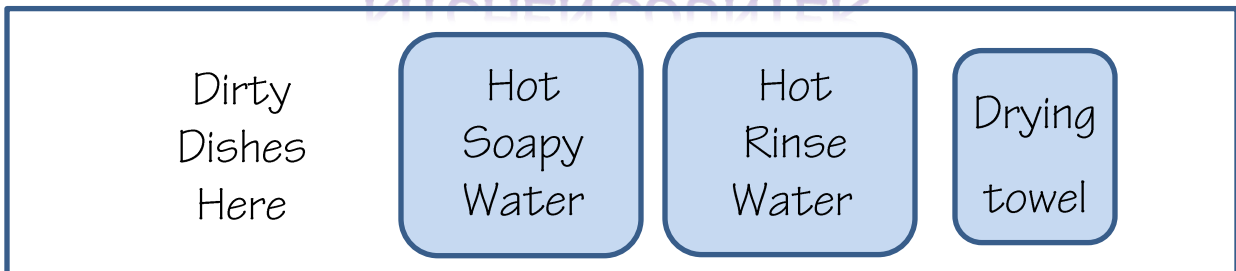 Dirty
Dishes
Here
Hot
Soapy
Water
Hot
Rinse
Water
Drying
towel